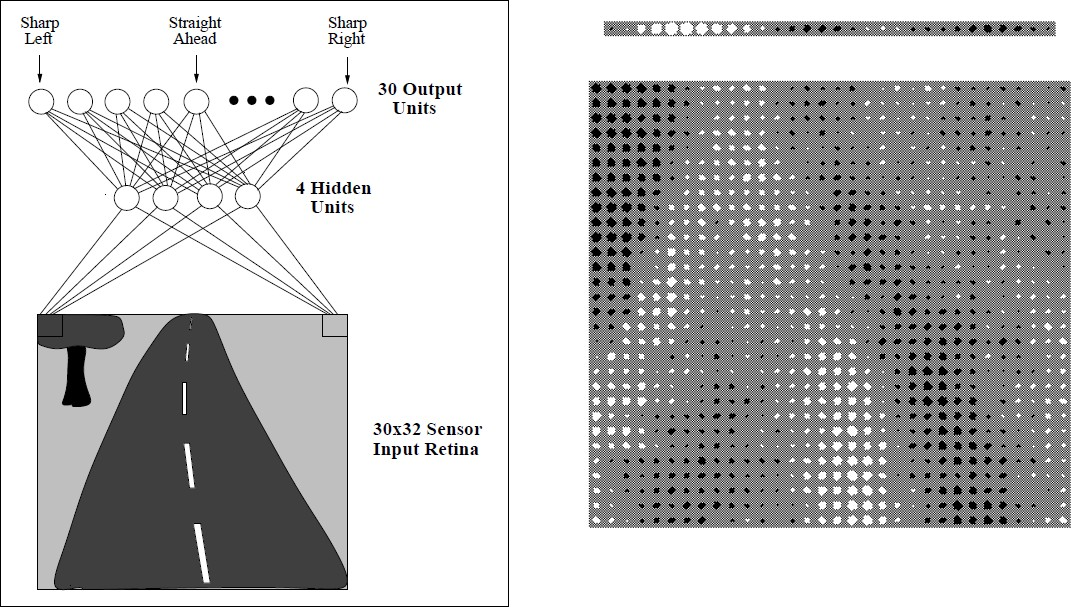 Sharp
Left
Straight
Ahead
Sharp
Right
30 Output
Units
4 Hidden
Units
30x32 Sensor
Input Retina